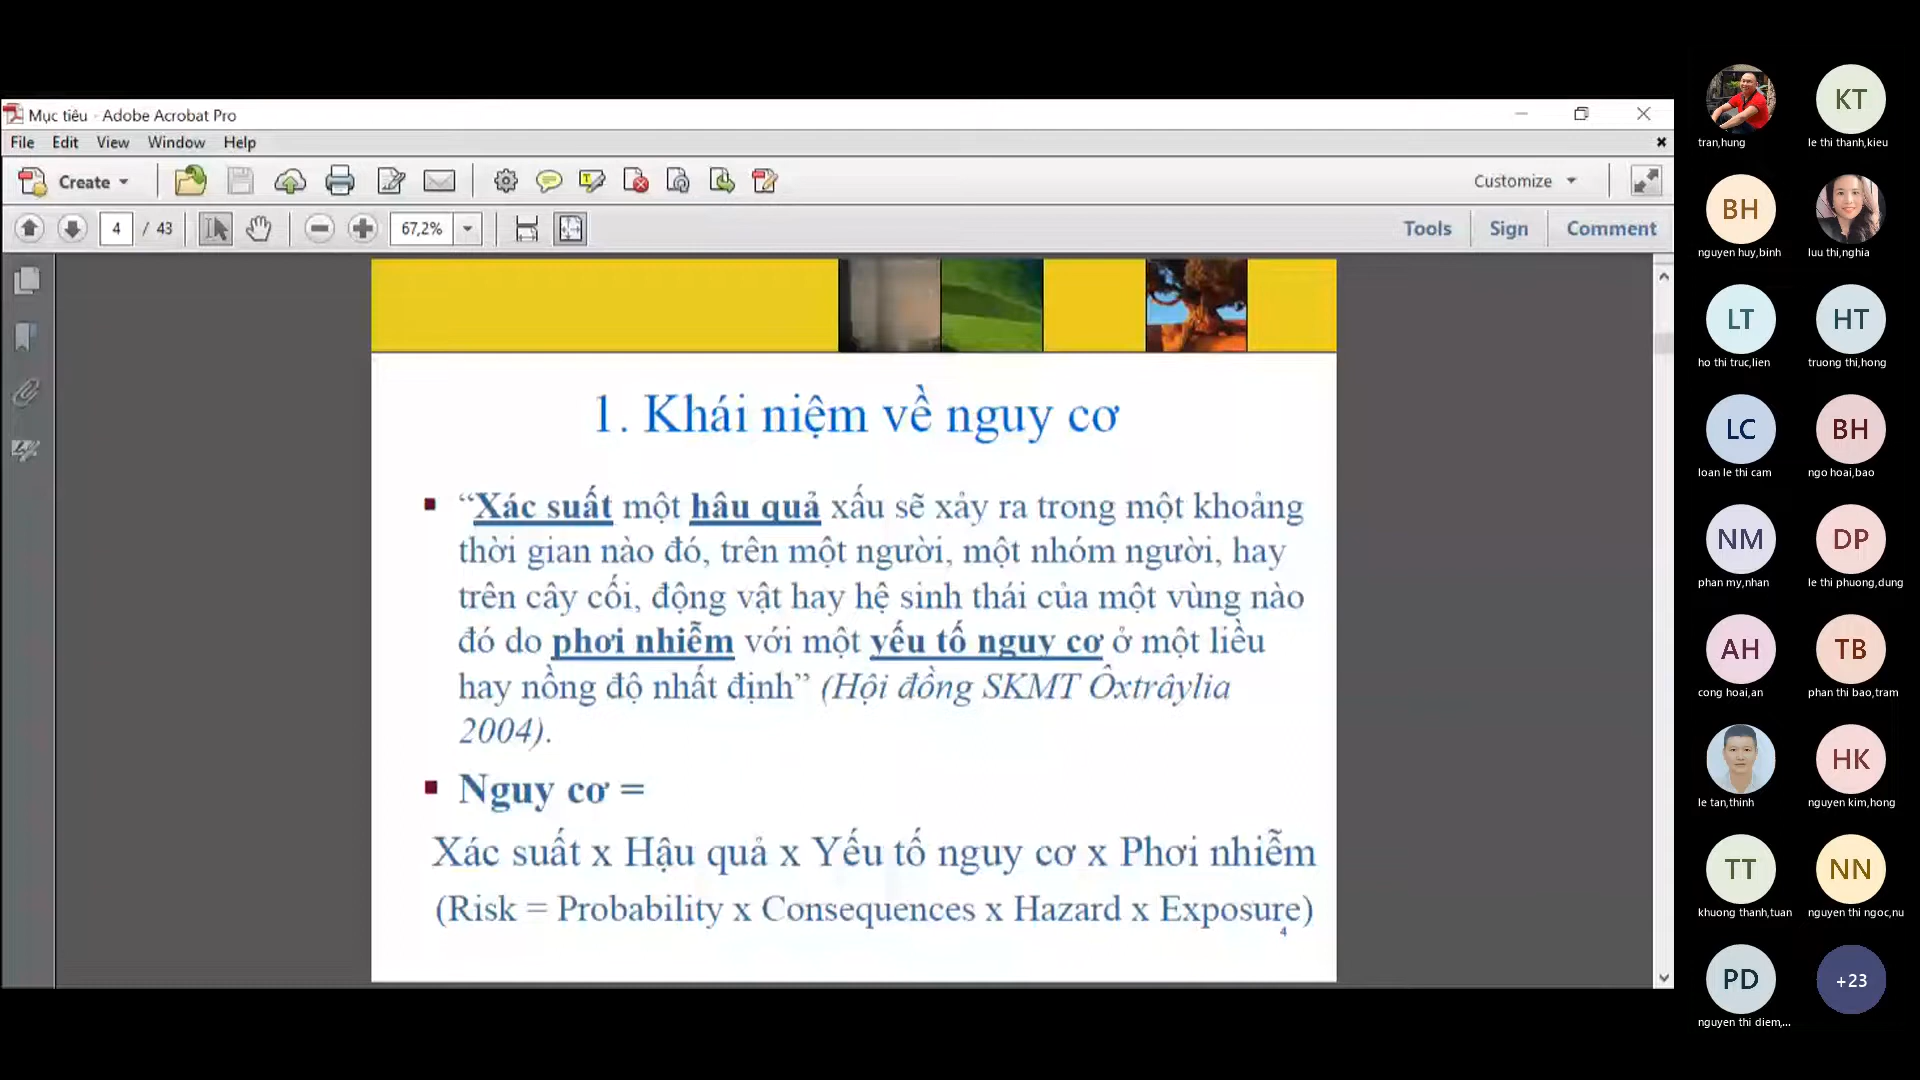 Mục tiêu - Adobe Acrobat Pro
File Edit View Window Help
Create Customize
4 / 43 67,2% Tools Sign Comment
1. Khái niệm về nguy cơ
“Xác suất một hâu quả xấu sẽ xảy ra trong một khoảng
thời gian nào đó, trên một người, một nhóm người, hay
trên cây cối, động vật hay hệ sinh thái của một vùng nào
đó do phơi nhiễm với một yếu tố nguy cơ ở một liều
hay nồng độ nhất định” (Hội đồng SKMT Ôxtrâylia
2004).
Nguy cơ =
Xác suất x Hậu quả x Yếu tố nguy cơ x Phơi nhiễm
(Risk = Probability x Consequences x Hazard x Exposure)
4
tran,hung
KT
le thi thanh,kieu
BH
nguyen huy,binh
luu thi,nghia
LT
ho thi truc,lien
HT
truong thi,hong
LC
loan le thi cam
BH
ngo hoai,bao
NM
phan my,nhan
DP
le thi phuong,dung
AH
cong hoai,an
TB
phan thi bao,tram
le tan,thinh
HK
nguyen kim,hong
TT
khuong thanh,tuan
NN
nguyen thi ngoc,nu
PD
nguyen thi diem,...
+23